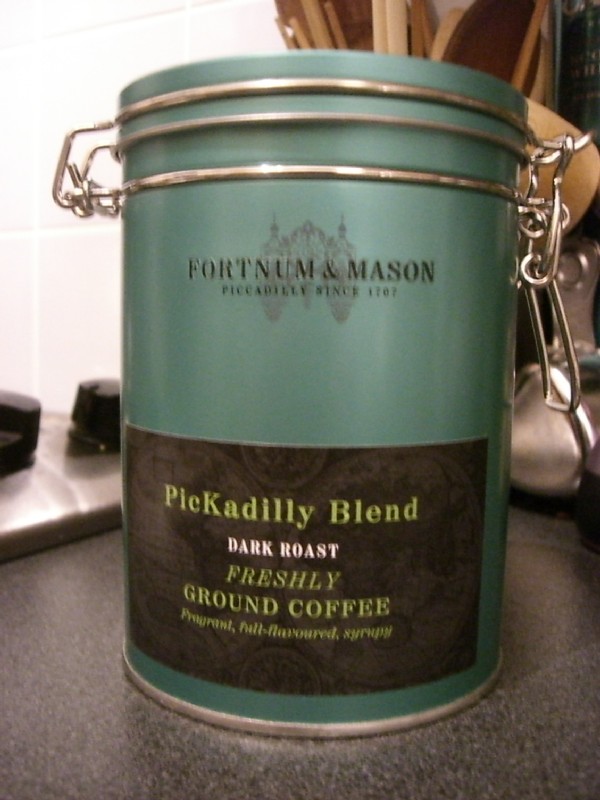 FORTNUM & MASON
PICCADILLY SINCE 1707
PicKadilly Blend
DARK ROAST
FRESHLY
GROUND COFFEE
Fragrant, full-flavoured, syrupy